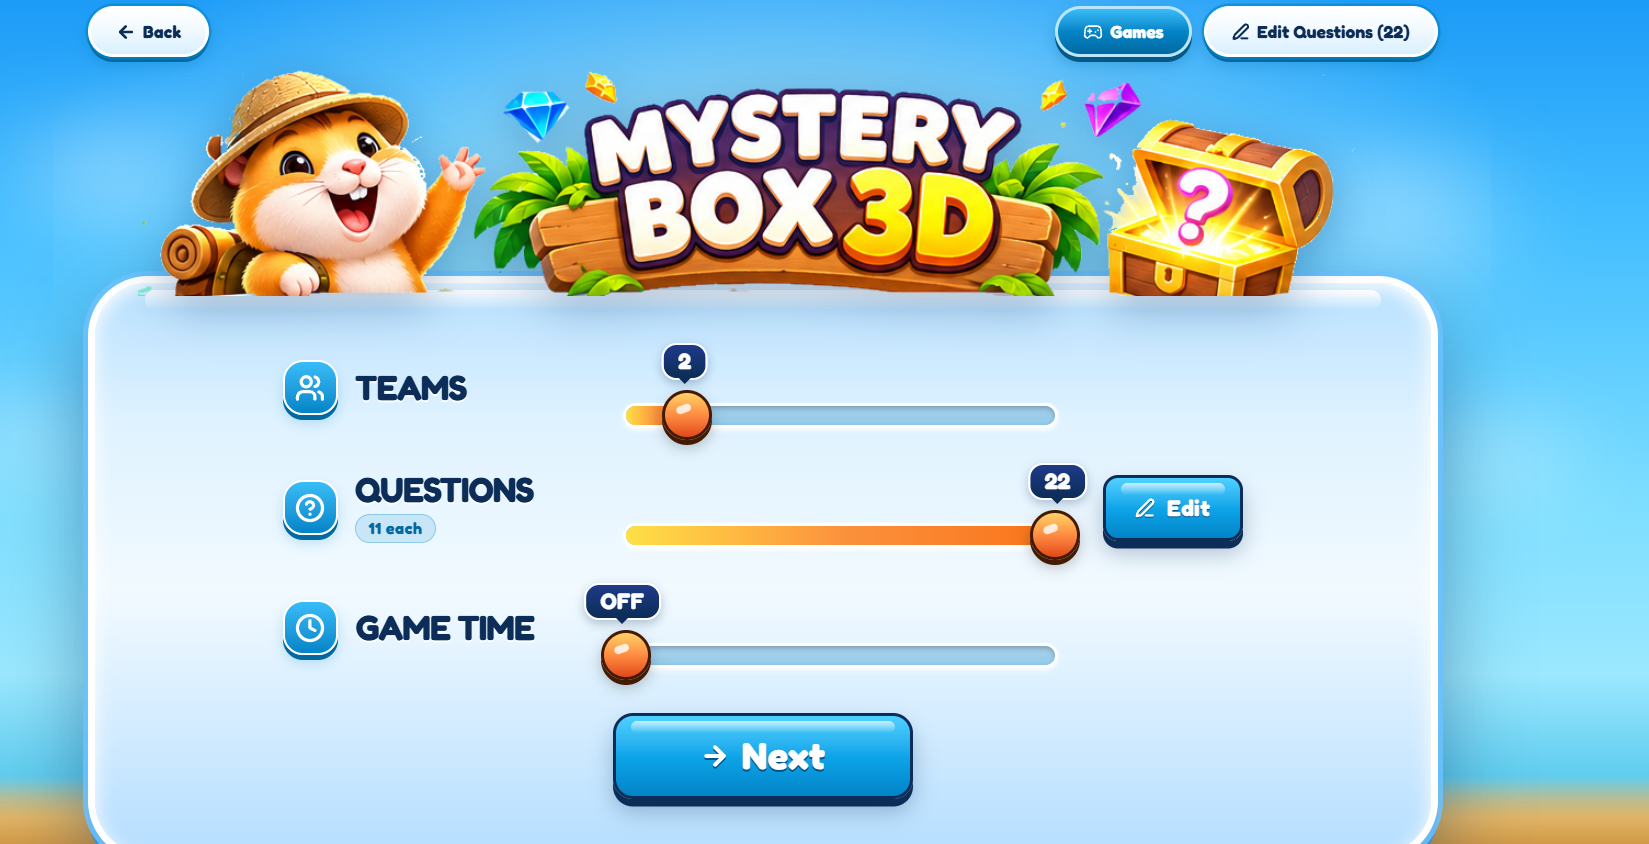 Back
Games
Edit Questions (22)
MYSTERY
BOX 3D
?
2
TEAMS
22
QUESTIONS
11 each
Edit
OFF
GAME TIME
Next